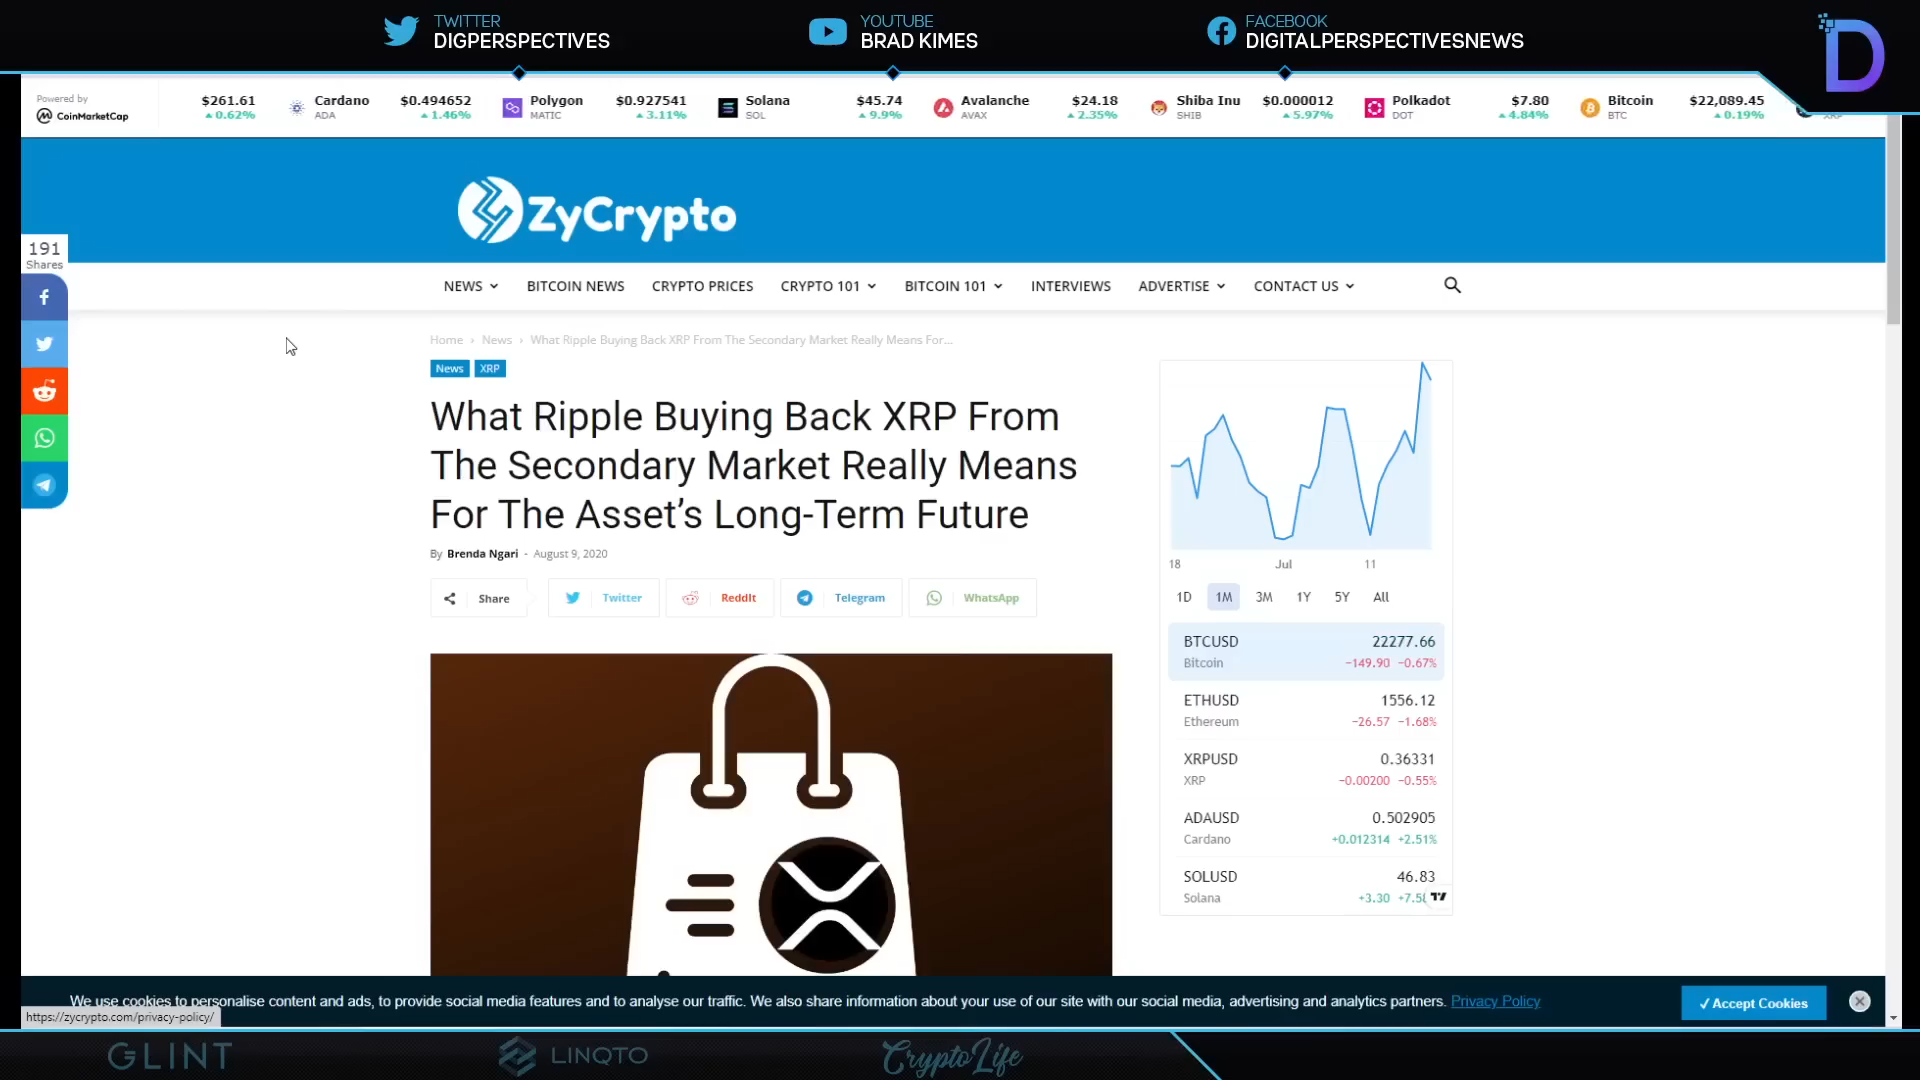 TWITTER
DIGPERSPECTIVES
YOUTUBE
BRAD KIMES
FACEBOOK
DIGITALPERSPECTIVESNEWS
D
Powered by
CoinMarketCap
$261.61
▲0.62%
Cardano
ADA
$0.494652
▲1.46%
Polygon
MATIC
$0.927541
▲3.11%
Solana
SOL
$45.74
▲9.9%
Avalanche
AVAX
$24.18
▲2.35%
Shiba Inu
SHIB
$0.000012
▲5.97%
Polkadot
DOT
$7.80
▲4.84%
Bitcoin
BTC
$22,089.45
▲0.19%
XRP
ZyCrypto
191
Shares
NEWS
BITCOIN NEWS
CRYPTO PRICES
CRYPTO 101
BITCOIN 101
INTERVIEWS
ADVERTISE
CONTACT US
Home › News › What Ripple Buying Back XRP From The Secondary Market Really Means For...
News
XRP
What Ripple Buying Back XRP From
The Secondary Market Really Means
For The Asset’s Long-Term Future
By Brenda Ngari - August 9, 2020
Share
Twitter
ReddIt
Telegram
WhatsApp
18
Jul
11
1D
1M
3M
1Y
5Y
All
BTCUSD
22277.66
Bitcoin
−149.90 −0.67%
ETHUSD
1556.12
Ethereum
−26.57 −1.68%
XRPUSD
0.36331
XRP
−0.00200 −0.55%
ADAUSD
0.502905
Cardano
+0.012314 +2.51%
SOLUSD
46.83
Solana
+3.30
We use cookies to personalise content and ads, to provide social media features and to analyse our traffic. We also share information about your use of our site with our social media, advertising and analytics partners. Privacy Policy
✓ Accept Cookies
https://zycrypto.com/privacy-policy/
GLINT
LINQTO
CryptoLife